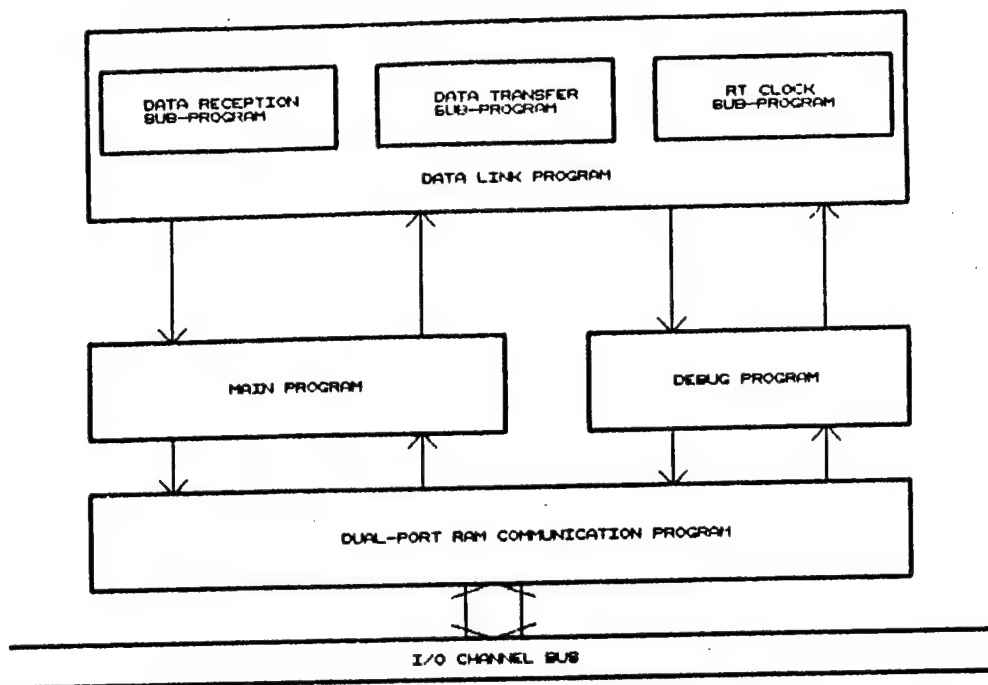 DATA RECEPTION
SUB-PROGRAM
DATA TRANSFER
SUB-PROGRAM
RT CLOCK
SUB-PROGRAM
DATA LINK PROGRAM
MAIN PROGRAM
DEBUG PROGRAM
DUAL-PORT RAM COMMUNICATION PROGRAM
I/O CHANNEL BUS